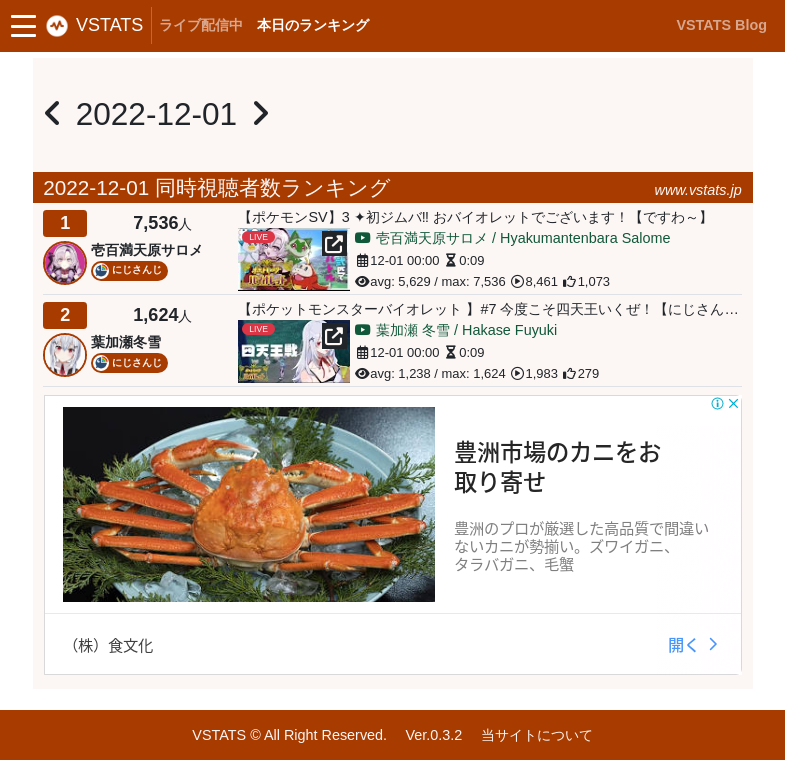 VSTATS ライブ配信中 本日のランキング VSTATS Blog
2022-12-01
2022-12-01 同時視聴者数ランキング www.vstats.jp
1 7,536人
壱百満天原サロメ
にじさんじ
【ポケモンSV】3 ✦初ジムバ!! おバイオレットでございます！【ですわ～】
LIVE
壱百満天原サロメ / Hyakumantenbara Salome
12-01 00:00 0:09
avg: 5,629 / max: 7,536 8,461 1,073
2 1,624人
葉加瀬冬雪
にじさんじ
【ポケットモンスターバイオレット 】#7 今度こそ四天王いくぜ！【にじさん…
LIVE
四天王戦
葉加瀬 冬雪 / Hakase Fuyuki
12-01 00:00 0:09
avg: 1,238 / max: 1,624 1,983 279
豊洲市場のカニをお
取り寄せ
豊洲のプロが厳選した高品質で間違い
ないカニが勢揃い。ズワイガニ、
タラバガニ、毛蟹
（株）食文化 開く
VSTATS © All Right Reserved. Ver.0.3.2 当サイトについて